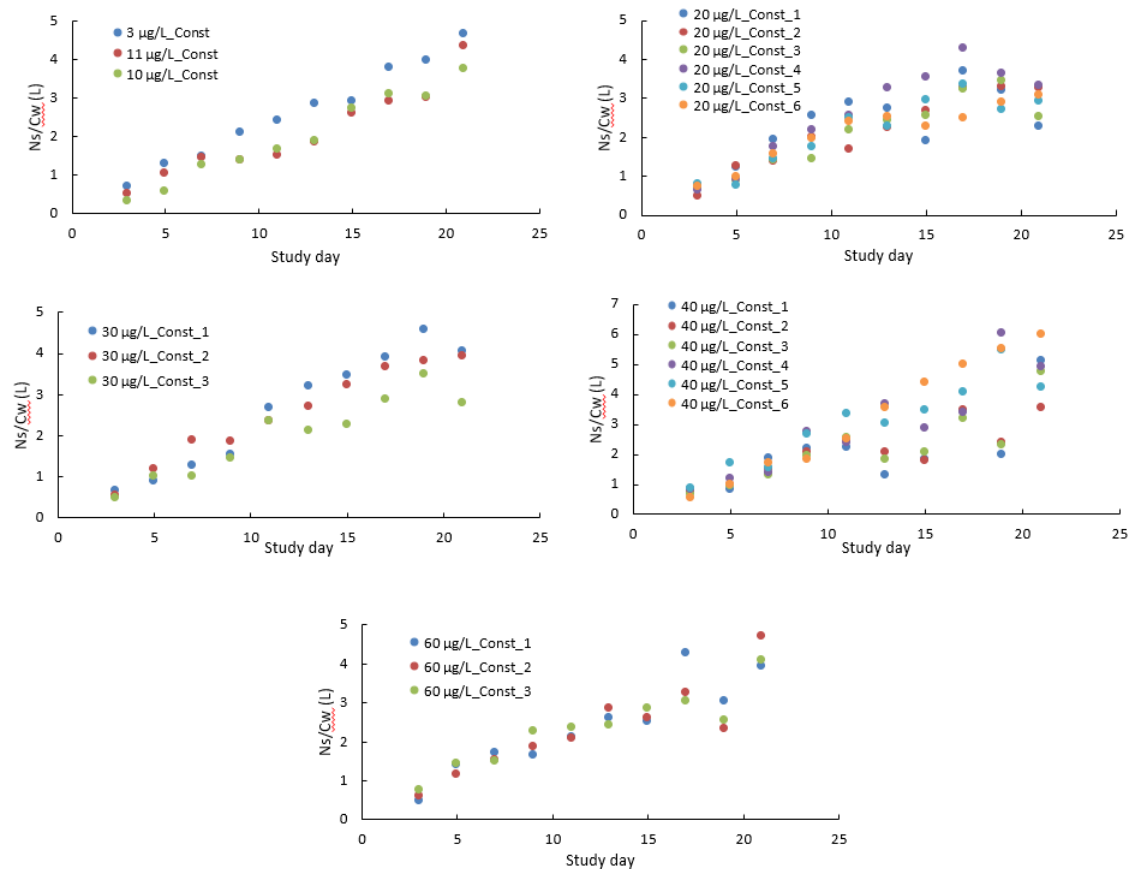 5
4
3
2
1
0
Ns/Cw (L)
3 µg/L_Const
11 µg/L_Const
10 µg/L_Const
0 5 10 15 20 25
Study day
5
4
3
2
1
0
Ns/Cw (L)
20 µg/L_Const_1
20 µg/L_Const_2
20 µg/L_Const_3
20 µg/L_Const_4
20 µg/L_Const_5
20 µg/L_Const_6
0 5 10 15 20 25
Study day
5
4
3
2
1
0
Ns/Cw (L)
30 µg/L_Const_1
30 µg/L_Const_2
30 µg/L_Const_3
0 5 10 15 20 25
Study day
7
6
5
4
3
2
1
0
Ns/Cw (L)
40 µg/L_Const_1
40 µg/L_Const_2
40 µg/L_Const_3
40 µg/L_Const_4
40 µg/L_Const_5
40 µg/L_Const_6
0 5 10 15 20 25
Study day
5
4
3
2
1
0
Ns/Cw (L)
60 µg/L_Const_1
60 µg/L_Const_2
60 µg/L_Const_3
0 5 10 15 20 25
Study day